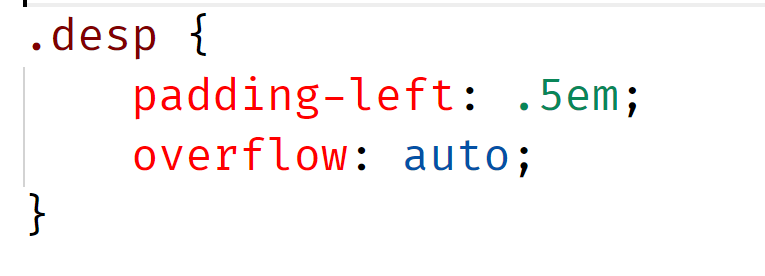 .desp {
    padding-left: .5em;
    overflow: auto;
}